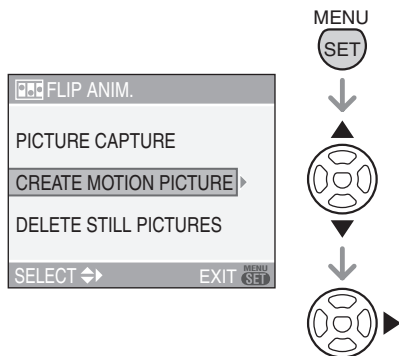 MENU
SET
FLIP ANIM.
PICTURE CAPTURE
CREATE MOTION PICTURE
DELETE STILL PICTURES
SELECT EXIT MENU SET